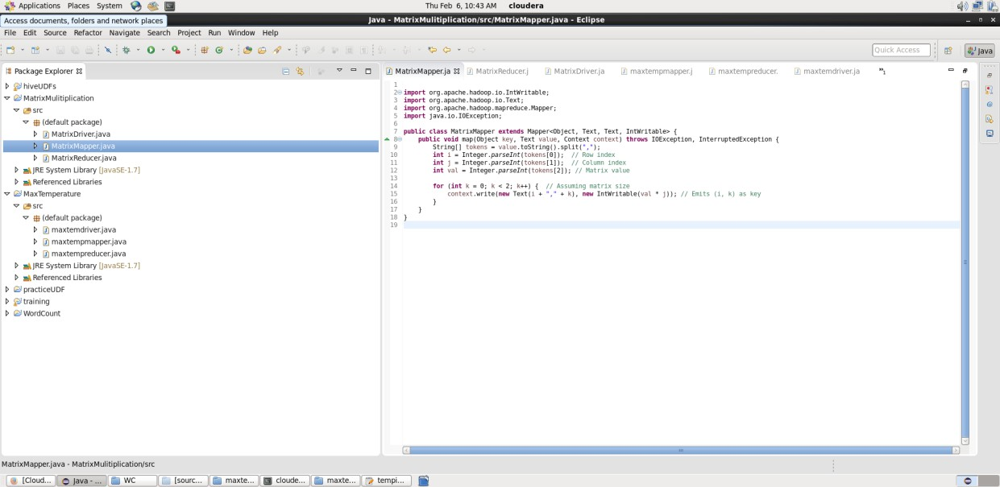 Applications Places System Thu Feb 6, 10:43 AM cloudera
Access documents, folders and network places
Java - MatrixMulitiplication/src/MatrixMapper.java - Eclipse
File Edit Source Refactor Navigate Search Project Run Window Help
Quick Access Java
Package Explorer
MatrixMapper.ja MatrixReducer.j MatrixDriver.ja maxtempmapper.j maxtempreducer. maxtemdriver.ja »1
hiveUDFs
MatrixMulitiplication
src
(default package)
MatrixDriver.java
MatrixMapper.java
MatrixReducer.java
JRE System Library [JavaSE-1.7]
Referenced Libraries
MaxTemperature
src
(default package)
maxtemdriver.java
maxtempmapper.java
maxtempreducer.java
JRE System Library [JavaSE-1.7]
Referenced Libraries
practiceUDF
training
WordCount
1
2 import org.apache.hadoop.io.IntWritable;
3 import org.apache.hadoop.io.Text;
4 import org.apache.hadoop.mapreduce.Mapper;
5 import java.io.IOException;
6
7 public class MatrixMapper extends Mapper<Object, Text, Text, IntWritable> {
8 public void map(Object key, Text value, Context context) throws IOException, InterruptedException {
9 String[] tokens = value.toString().split(",");
10 int i = Integer.parseInt(tokens[0]); // Row index
11 int j = Integer.parseInt(tokens[1]); // Column index
12 int val = Integer.parseInt(tokens[2]); // Matrix value
13
14 for (int k = 0; k < 2; k++) { // Assuming matrix size
15 context.write(new Text(i + "," + k), new IntWritable(val * j)); // Emits (i, k) as key
16 }
17 }
18 }
19
MatrixMapper.java - MatrixMulitiplication/src
[Cloud... Java - ... WC [sourc... maxte... cloude... maxte... tempi...